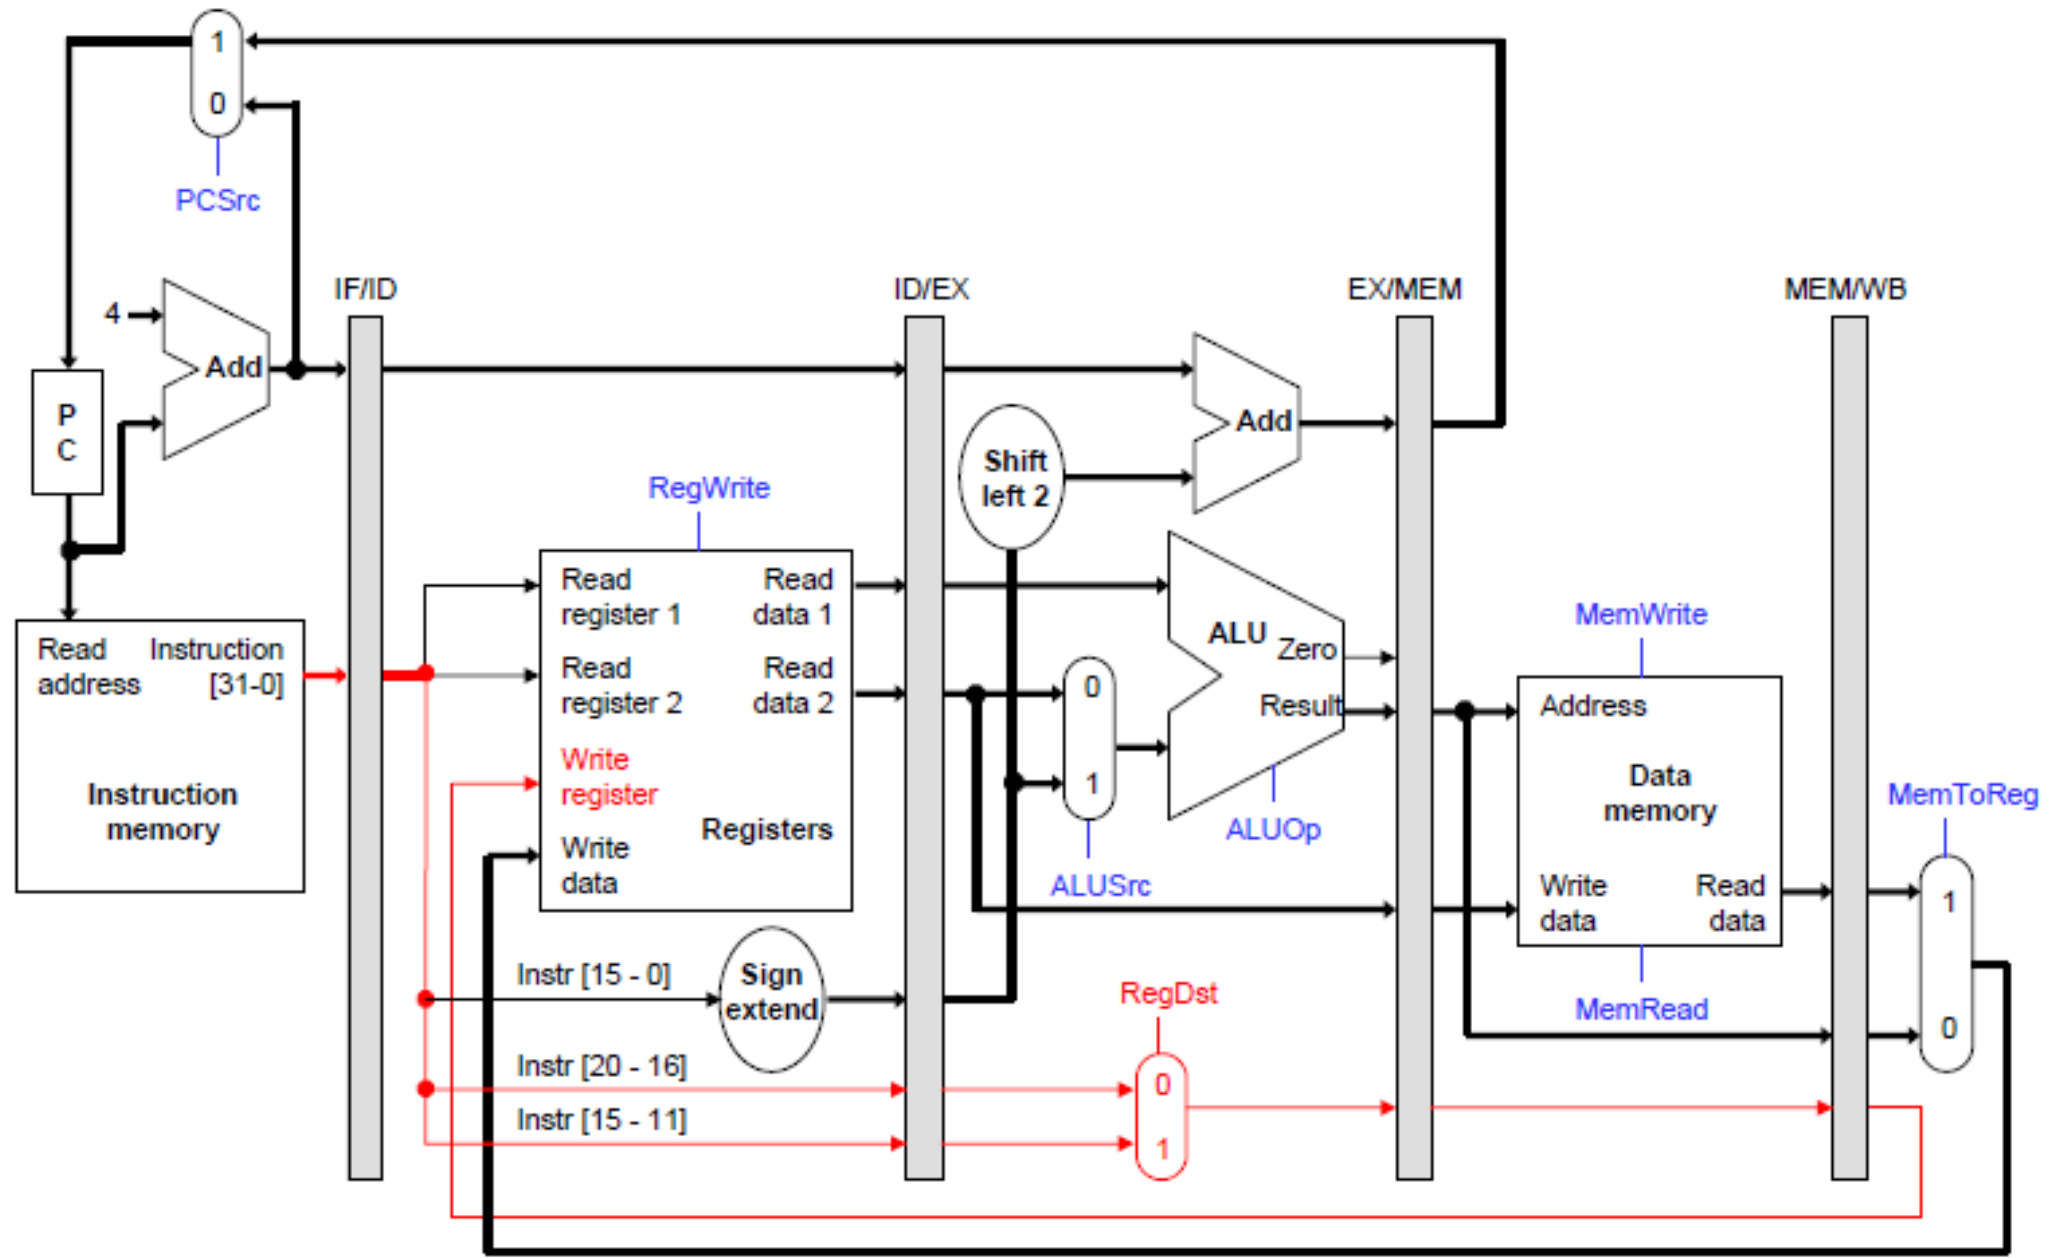 1
0
PCSrc
IF/ID
ID/EX
EX/MEM
MEM/WB
4
Add
P
C
Add
Shift
left 2
RegWrite
Read
register 1
Read
data 1
Read
register 2
Read
data 2
Write
register
Write
data
Registers
Read
address
Instruction
[31-0]
Instruction
memory
ALU
Zero
Result
0
1
ALUSrc
ALUOp
MemWrite
Address
Data
memory
Write
data
Read
data
MemRead
MemToReg
1
0
Instr [15 - 0]
Sign
extend
Instr [20 - 16]
Instr [15 - 11]
RegDst
0
1